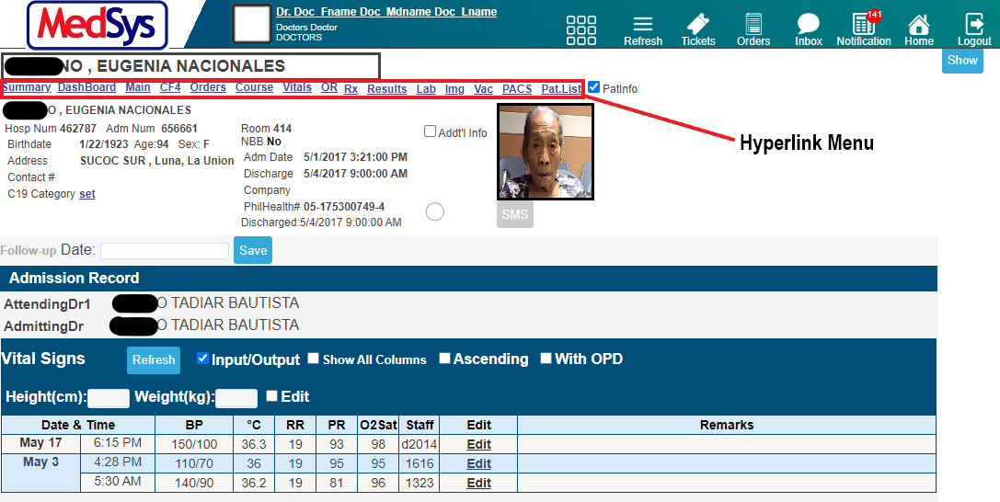 MedSys
Dr. Doc_Fname Doc_Mdname Doc_Lname
Doctors Doctor
DOCTORS
Refresh Tickets Orders Inbox 141 Notification Home Logout
Show
NO , EUGENIA NACIONALES
Summary DashBoard Main CF4 Orders Course Vitals OR Rx Results Lab Img Vac PACS Pat.List PatInfo
O , EUGENIA NACIONALES
Hosp Num 462787 Adm Num 656661 Room 414
Addt'l Info
NBB No
Birthdate 1/22/1923 Age:94 Sex: F
Hyperlink Menu
Adm Date 5/1/2017 3:21:00 PM
Address SUCOC SUR , Luna, La Union
Discharge 5/4/2017 9:00:00 AM
Contact #
Company
C19 Category set
PhilHealth# 05-175300749-4
SMS
Discharged:5/4/2017 9:00:00 AM
Follow-up Date: Save
Admission Record
AttendingDr1 O TADIAR BAUTISTA
AdmittingDr O TADIAR BAUTISTA
Vital Signs Refresh Input/Output Show All Columns Ascending With OPD
Height(cm): Weight(kg): Edit
Date & Time BP °C RR PR O2Sat Staff Edit Remarks
May 17 6:15 PM 150/100 36.3 19 93 98 d2014 Edit
May 3 4:28 PM 110/70 36 19 95 95 1616 Edit
5:30 AM 140/90 36.2 19 81 96 1323 Edit